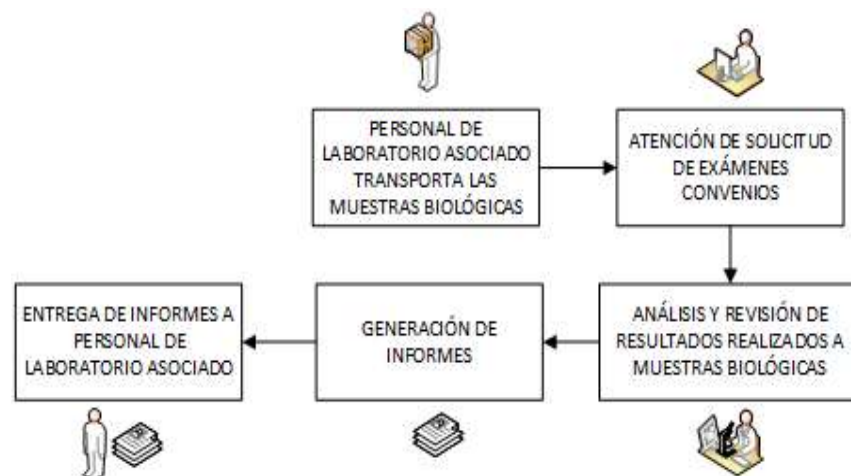 PERSONAL DE
LABORATORIO ASOCIADO
TRANSPORTA LAS
MUESTRAS BIOLÓGICAS
ATENCIÓN DE SOLICITUD
DE EXÁMENES
CONVENIOS
ANÁLISIS Y REVISIÓN DE
RESULTADOS REALIZADOS A
MUESTRAS BIOLÓGICAS
GENERACIÓN DE
INFORMES
ENTREGA DE INFORMES A
PERSONAL DE
LABORATORIO ASOCIADO